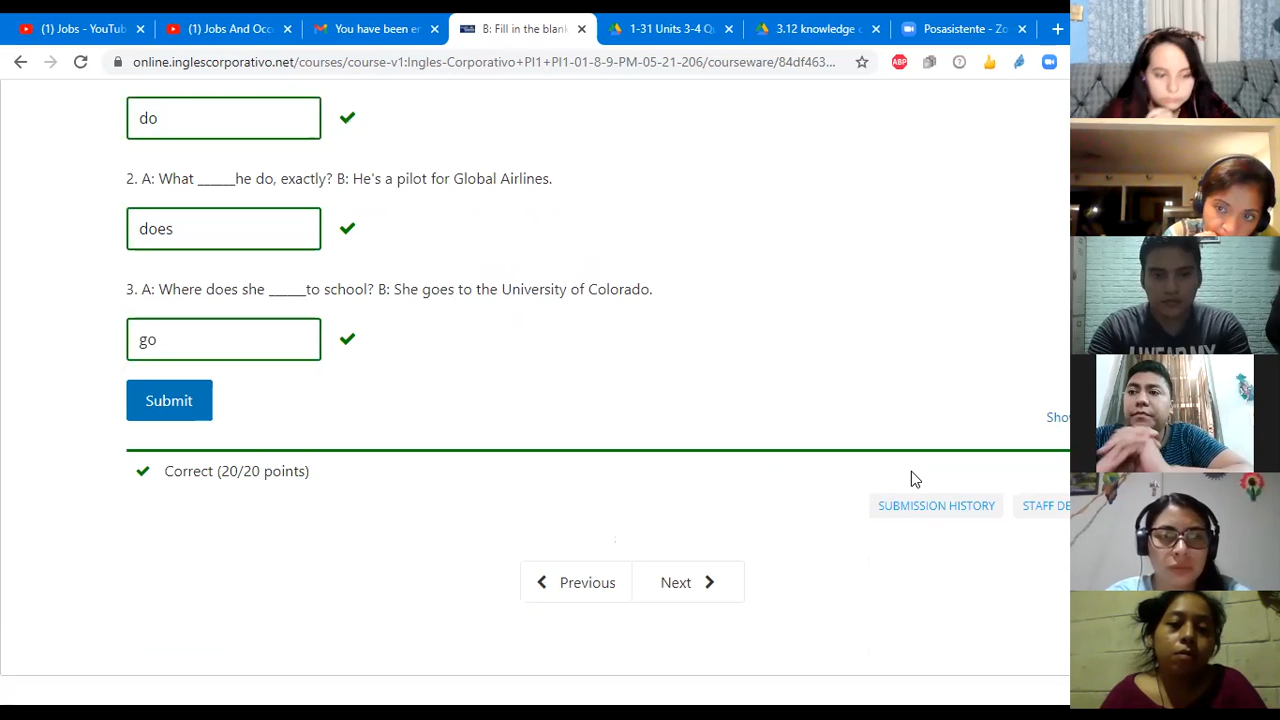 (1) Jobs - YouTub
(1) Jobs And Occ
You have been e
B: Fill in the blan
1-31 Units 3-4 Q
3.12 knowledge c
Posasistente - Zo
online.inglescorporativo.net/courses/course-v1:Ingles-Corporativo+PI1+PI1-01-8-9-PM-05-21-206/courseware/84df463...
ABP
do
2. A: What ______he do, exactly? B: He's a pilot for Global Airlines.
does
3. A: Where does she ______to school? B: She goes to the University of Colorado.
go
Submit
Sho
Correct (20/20 points)
SUBMISSION HISTORY
STAFF DE
Previous
Next